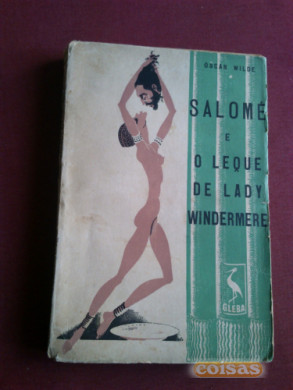 OSCAR WILDE
SALOMÉ
E
O LEQUE
DE LADY
WINDERMERE
GLEBA
coisas